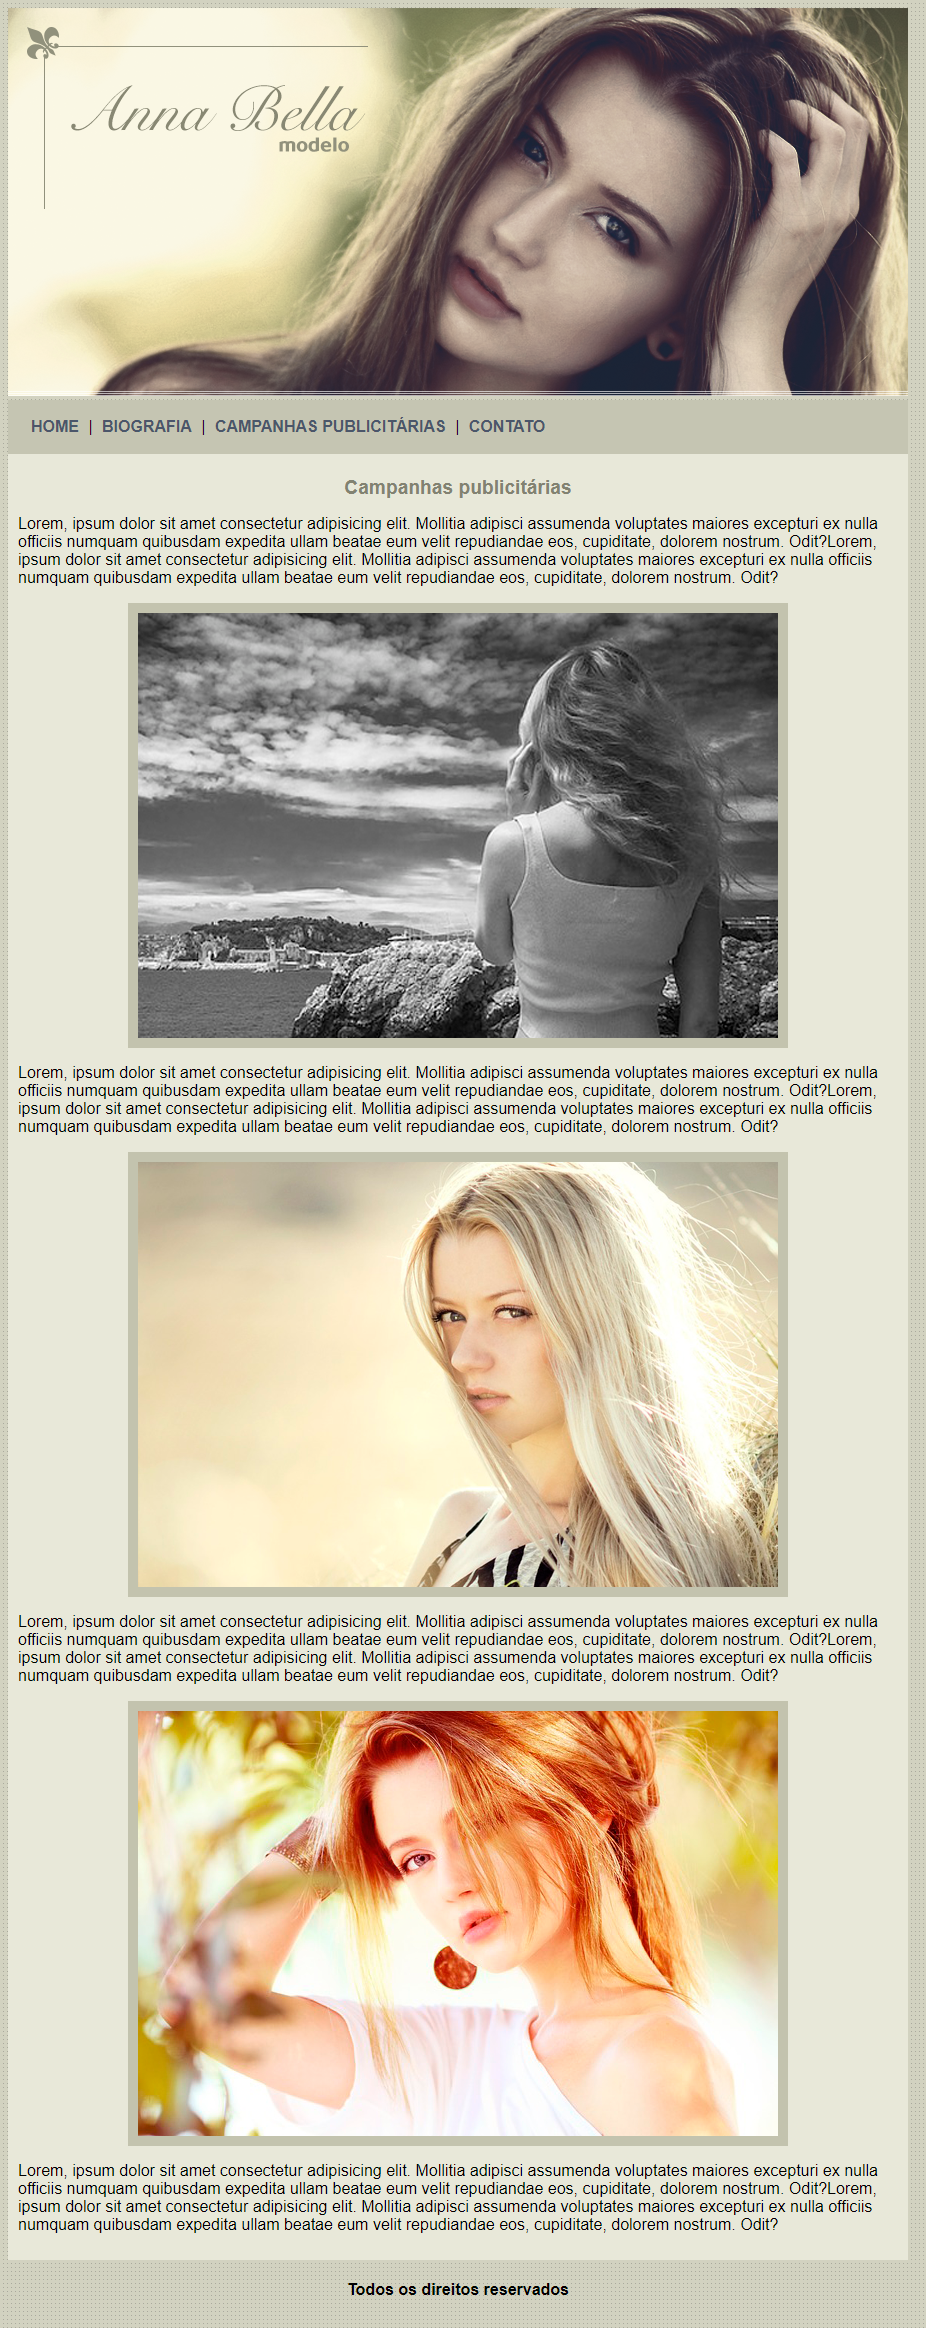 Anna Bella
modelo
HOME | BIOGRAFIA | CAMPANHAS PUBLICITÁRIAS | CONTATO
Campanhas publicitárias
Lorem, ipsum dolor sit amet consectetur adipisicing elit. Mollitia adipisci assumenda voluptates maiores excepturi ex nulla
officiis numquam quibusdam expedita ullam beatae eum velit repudiandae eos, cupiditate, dolorem nostrum. Odit?Lorem,
ipsum dolor sit amet consectetur adipisicing elit. Mollitia adipisci assumenda voluptates maiores excepturi ex nulla officiis
numquam quibusdam expedita ullam beatae eum velit repudiandae eos, cupiditate, dolorem nostrum. Odit?
Lorem, ipsum dolor sit amet consectetur adipisicing elit. Mollitia adipisci assumenda voluptates maiores excepturi ex nulla
officiis numquam quibusdam expedita ullam beatae eum velit repudiandae eos, cupiditate, dolorem nostrum. Odit?Lorem,
ipsum dolor sit amet consectetur adipisicing elit. Mollitia adipisci assumenda voluptates maiores excepturi ex nulla officiis
numquam quibusdam expedita ullam beatae eum velit repudiandae eos, cupiditate, dolorem nostrum. Odit?
Lorem, ipsum dolor sit amet consectetur adipisicing elit. Mollitia adipisci assumenda voluptates maiores excepturi ex nulla
officiis numquam quibusdam expedita ullam beatae eum velit repudiandae eos, cupiditate, dolorem nostrum. Odit?Lorem,
ipsum dolor sit amet consectetur adipisicing elit. Mollitia adipisci assumenda voluptates maiores excepturi ex nulla officiis
numquam quibusdam expedita ullam beatae eum velit repudiandae eos, cupiditate, dolorem nostrum. Odit?
Lorem, ipsum dolor sit amet consectetur adipisicing elit. Mollitia adipisci assumenda voluptates maiores excepturi ex nulla
officiis numquam quibusdam expedita ullam beatae eum velit repudiandae eos, cupiditate, dolorem nostrum. Odit?Lorem,
ipsum dolor sit amet consectetur adipisicing elit. Mollitia adipisci assumenda voluptates maiores excepturi ex nulla officiis
numquam quibusdam expedita ullam beatae eum velit repudiandae eos, cupiditate, dolorem nostrum. Odit?
Todos os direitos reservados